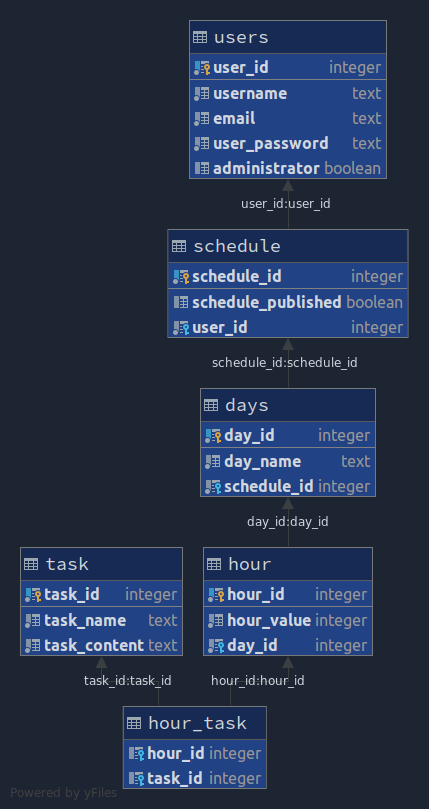 users
user_id integer
username text
email text
user_password text
administrator boolean
user_id:user_id
schedule
schedule_id integer
schedule_published boolean
user_id integer
schedule_id:schedule_id
days
day_id integer
day_name text
schedule_id integer
day_id:day_id
task
task_id integer
task_name text
task_content text
hour
hour_id integer
hour_value integer
day_id integer
task_id:task_id
hour_id:hour_id
hour_task
hour_id integer
task_id integer
Powered by yFiles